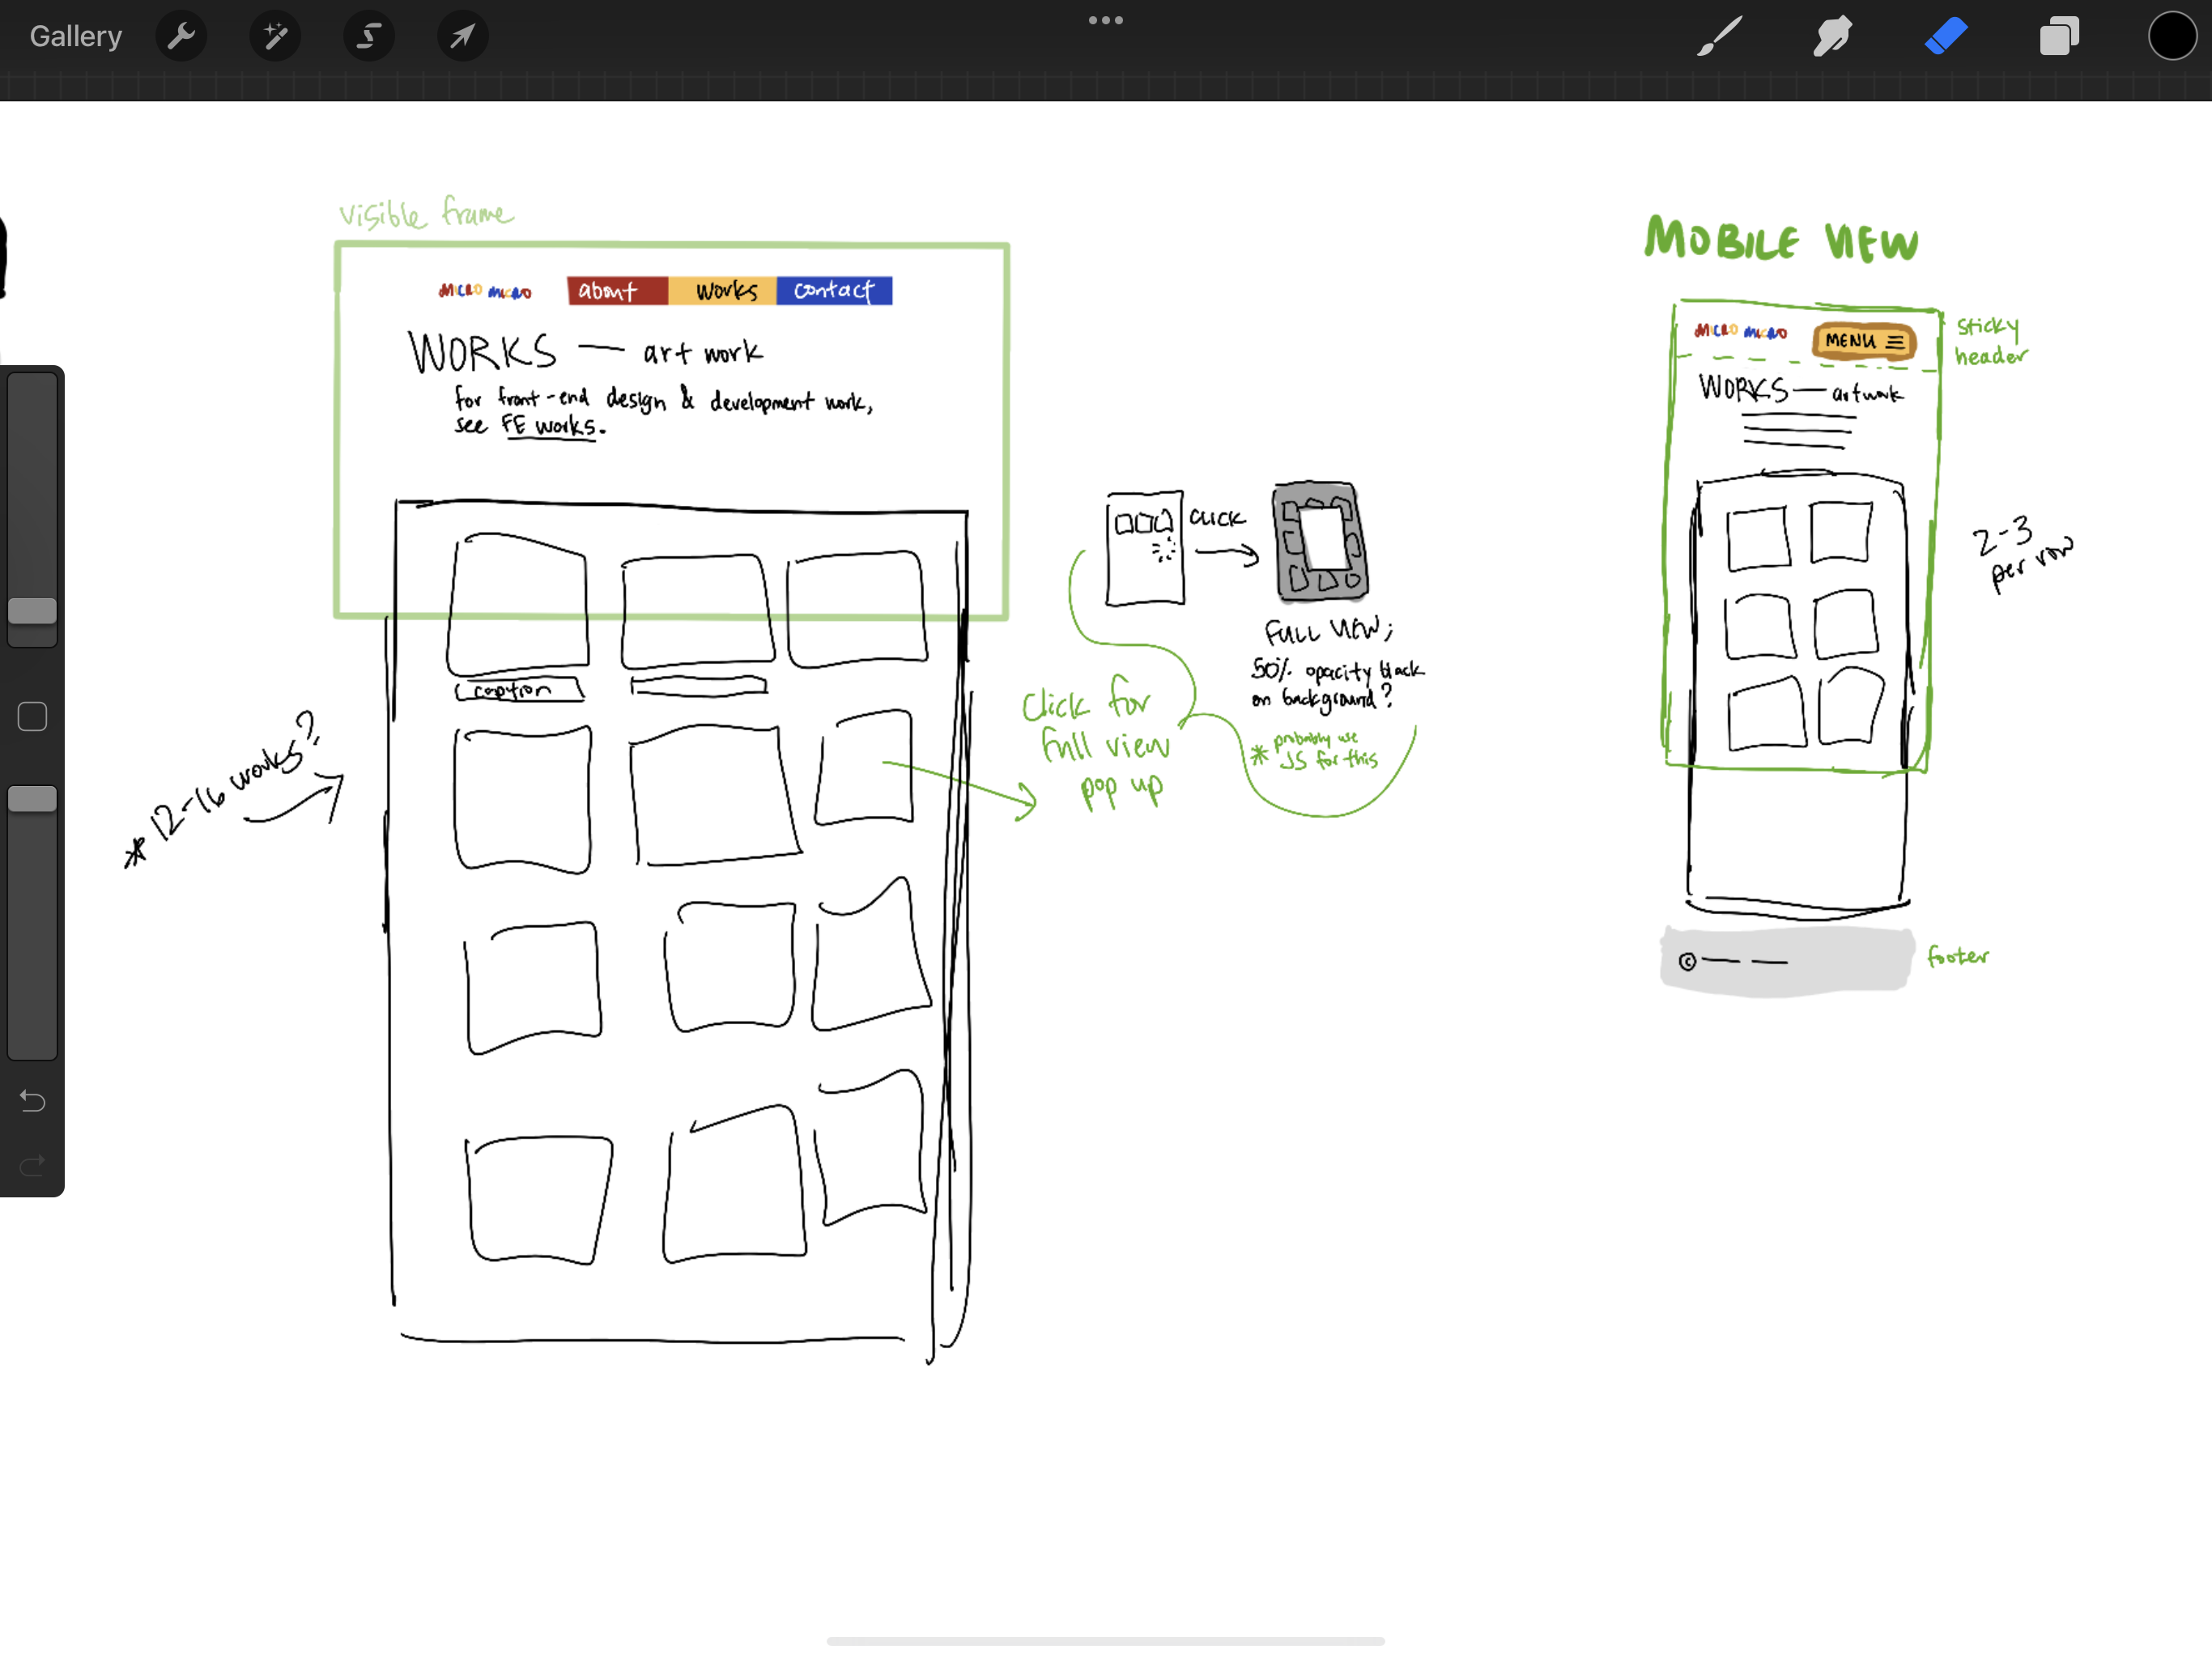 Gallery
visible frame
MICRO MICRO
about
works
contact
WORKS — art work
for front-end design & development work,
see FE works.
caption
* 12-16 works?
CLICK
FULL VIEW;
50% opacity black
on background?
* probably use
JS for this
Click for
full view
pop up
MOBILE VIEW
MICRO MICRO
MENU
sticky
header
WORKS — artwork
2-3
per row
©
footer